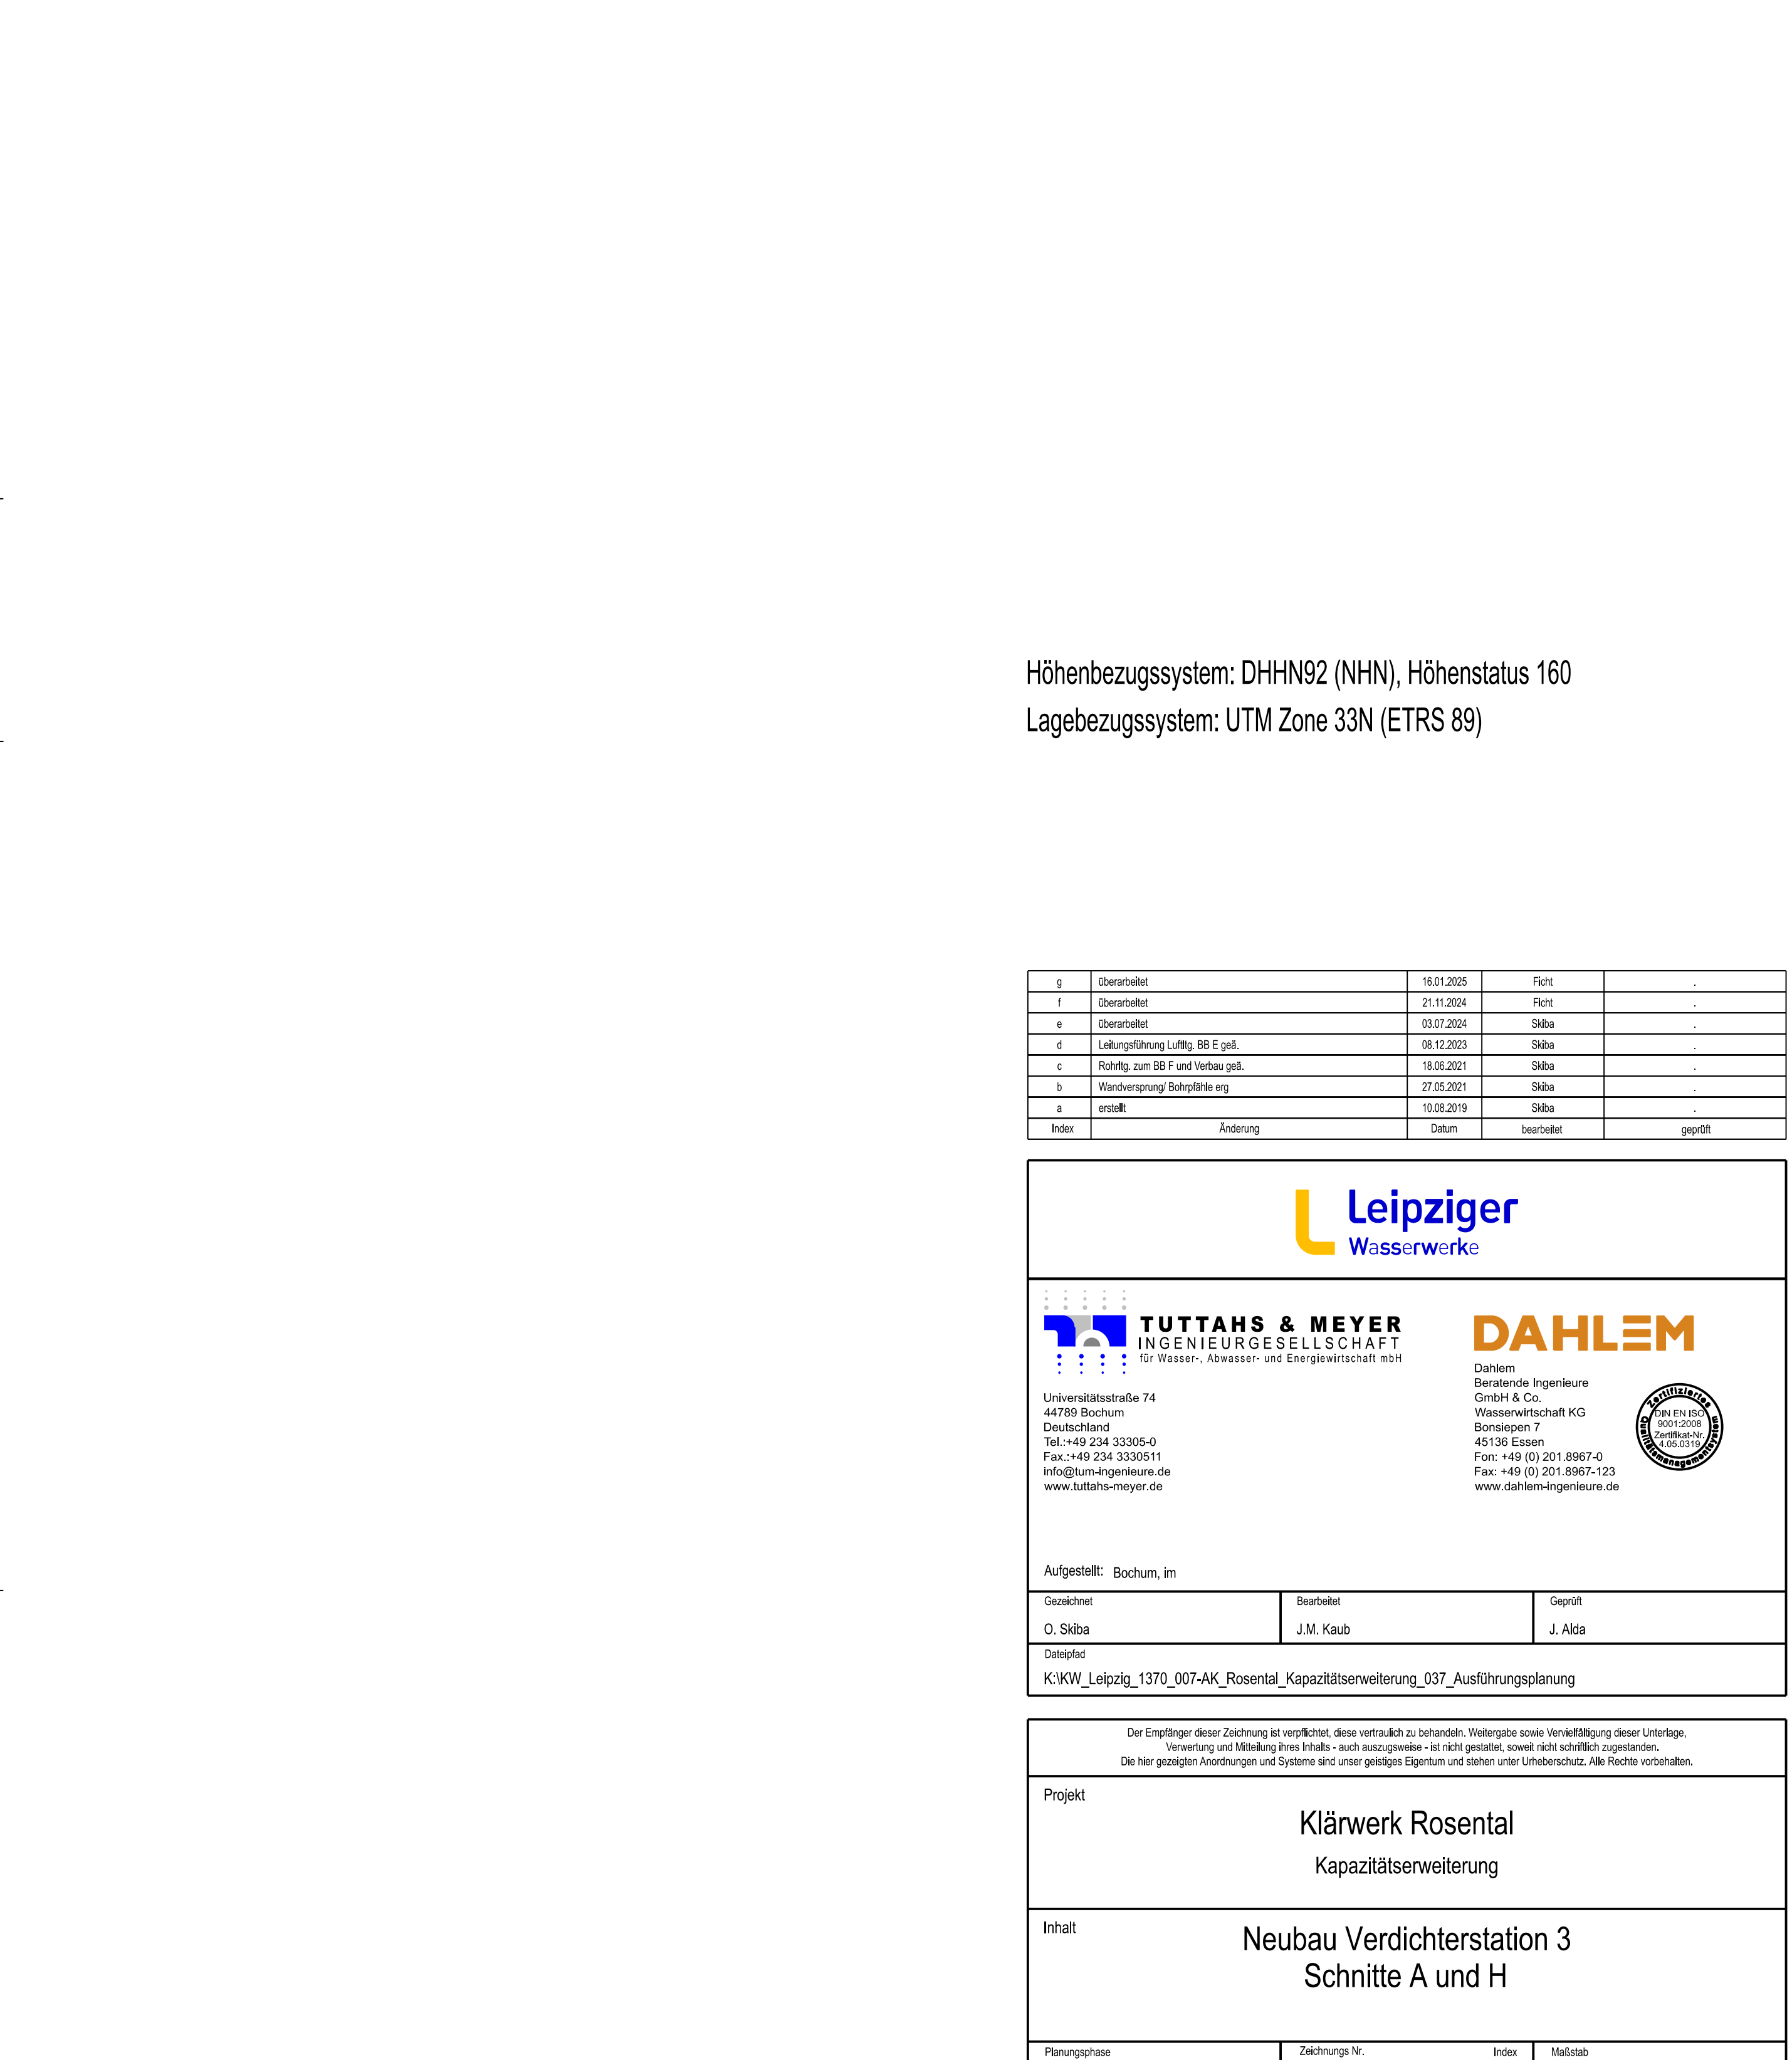 Höhenbezugssystem: DHHN92 (NHN), Höhenstatus 160
Lagebezugssystem: UTM Zone 33N (ETRS 89)
g überarbeitet 16.01.2025 Ficht .
f überarbeitet 21.11.2024 Ficht .
e überarbeitet 03.07.2024 Skiba .
d Leitungsführung Luftltg. BB E geä. 08.12.2023 Skiba .
c Rohrltg. zum BB F und Verbau geä. 18.06.2021 Skiba .
b Wandversprung/ Bohrpfähle erg 27.05.2021 Skiba .
a erstellt 10.08.2019 Skiba .
Index Änderung Datum bearbeitet geprüft
Leipziger
Wasserwerke
TUTTAHS & MEYER
INGENIEURGESELLSCHAFT
für Wasser-, Abwasser- und Energiewirtschaft mbH
Universitätsstraße 74
44789 Bochum
Deutschland
Tel.:+49 234 33305-0
Fax.:+49 234 3330511
info@tum-ingenieure.de
www.tuttahs-meyer.de
DAHLEM
Dahlem
Beratende Ingenieure
GmbH & Co.
Wasserwirtschaft KG
Bonsiepen 7
45136 Essen
Fon: +49 (0) 201.8967-0
Fax: +49 (0) 201.8967-123
www.dahlem-ingenieure.de
Zertifiziertes
Qualitätsmanagementsystem
DIN EN ISO
9001:2008
Zertifikat-Nr.
4.05.0319
Aufgestellt: Bochum, im
Gezeichnet Bearbeitet Geprüft
O. Skiba J.M. Kaub J. Alda
Dateipfad
K:\KW_Leipzig_1370_007-AK_Rosental_Kapazitätserweiterung_037_Ausführungsplanung
Der Empfänger dieser Zeichnung ist verpflichtet, diese vertraulich zu behandeln. Weitergabe sowie Vervielfältigung dieser Unterlage,
Verwertung und Mitteilung ihres Inhalts - auch auszugsweise - ist nicht gestattet, soweit nicht schriftlich zugestanden.
Die hier gezeigten Anordnungen und Systeme sind unser geistiges Eigentum und stehen unter Urheberschutz. Alle Rechte vorbehalten.
Projekt
Klärwerk Rosental
Kapazitätserweiterung
Inhalt
Neubau Verdichterstation 3
Schnitte A und H
Planungsphase Zeichnungs Nr. Index Maßstab